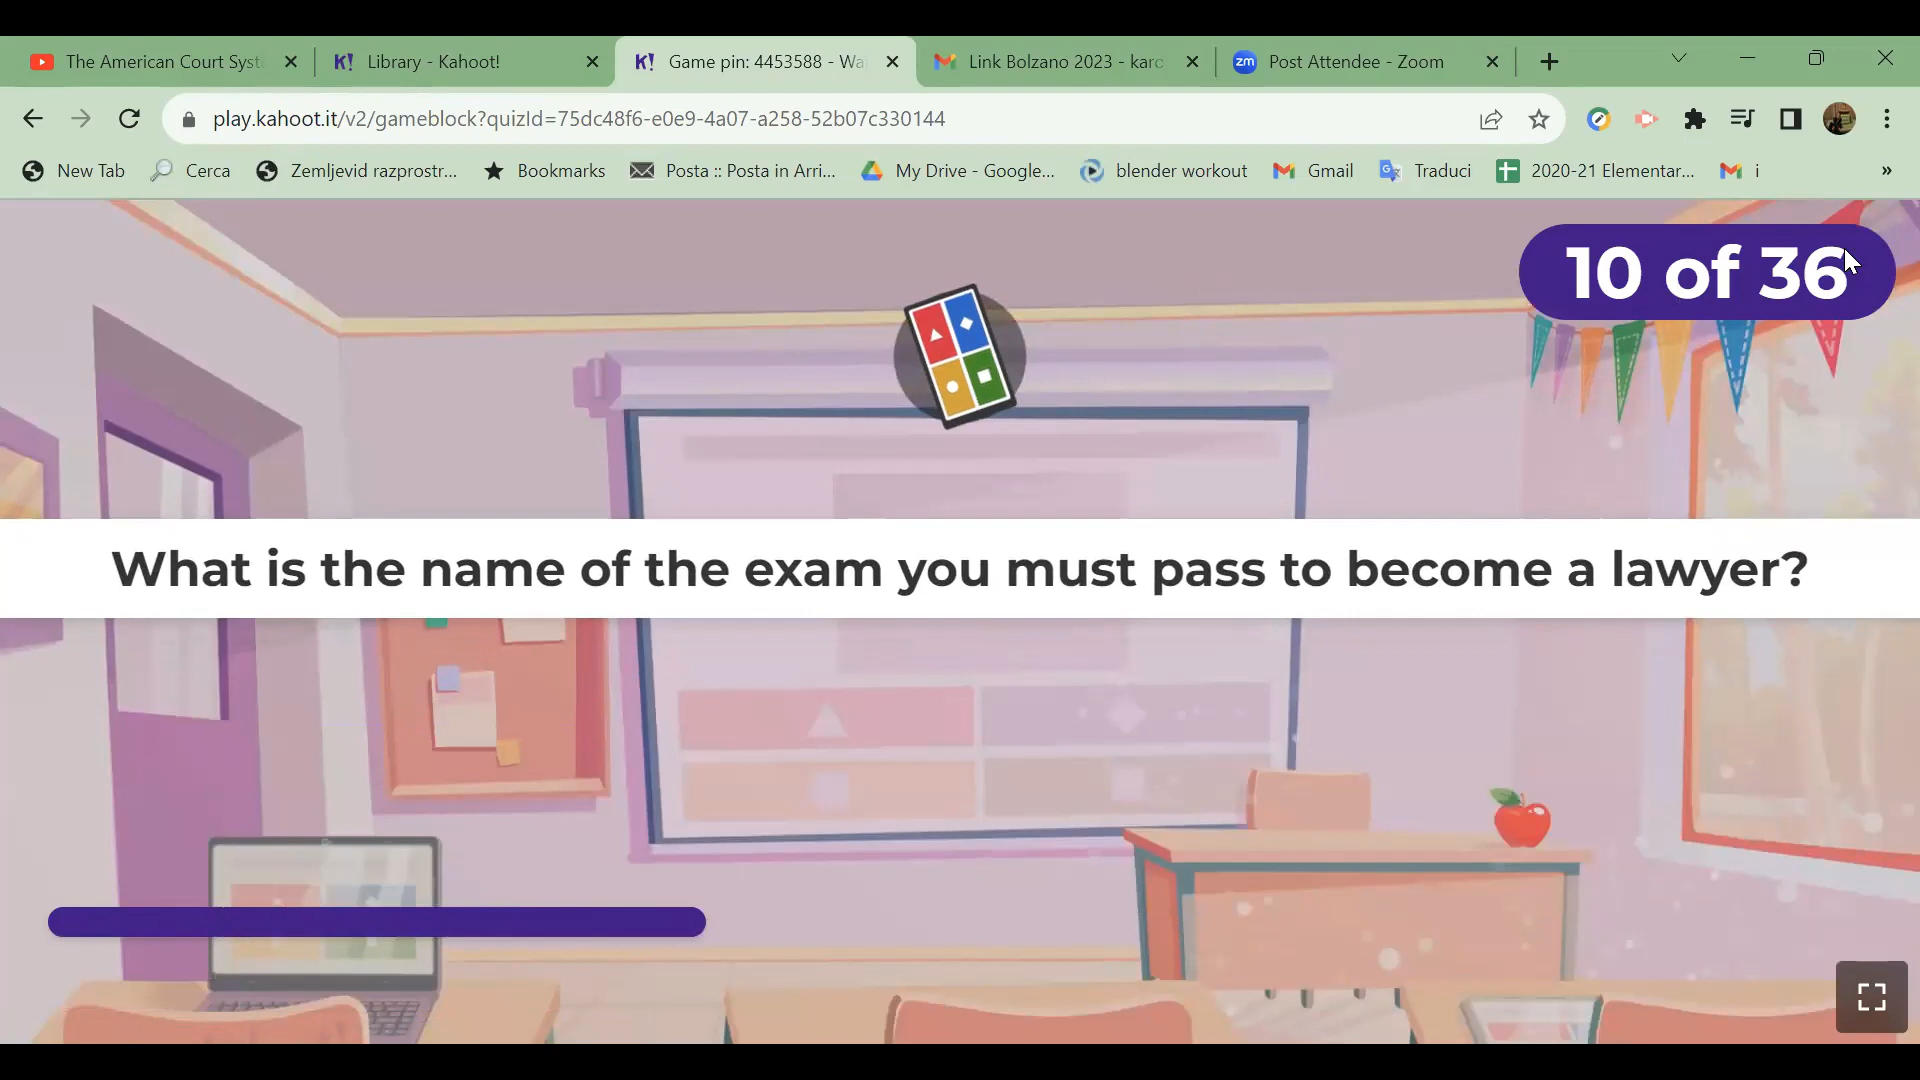 The American Court Syst
Library - Kahoot!
Game pin: 4453588 - Wa
Link Bolzano 2023 - karc
Post Attendee - Zoom
play.kahoot.it/v2/gameblock?quizId=75dc48f6-e0e9-4a07-a258-52b07c330144
New Tab
Cerca
Zemljevid razprostr...
Bookmarks
Posta :: Posta in Arri...
My Drive - Google...
blender workout
Gmail
Traduci
2020-21 Elementar...
i
10 of 36
What is the name of the exam you must pass to become a lawyer?